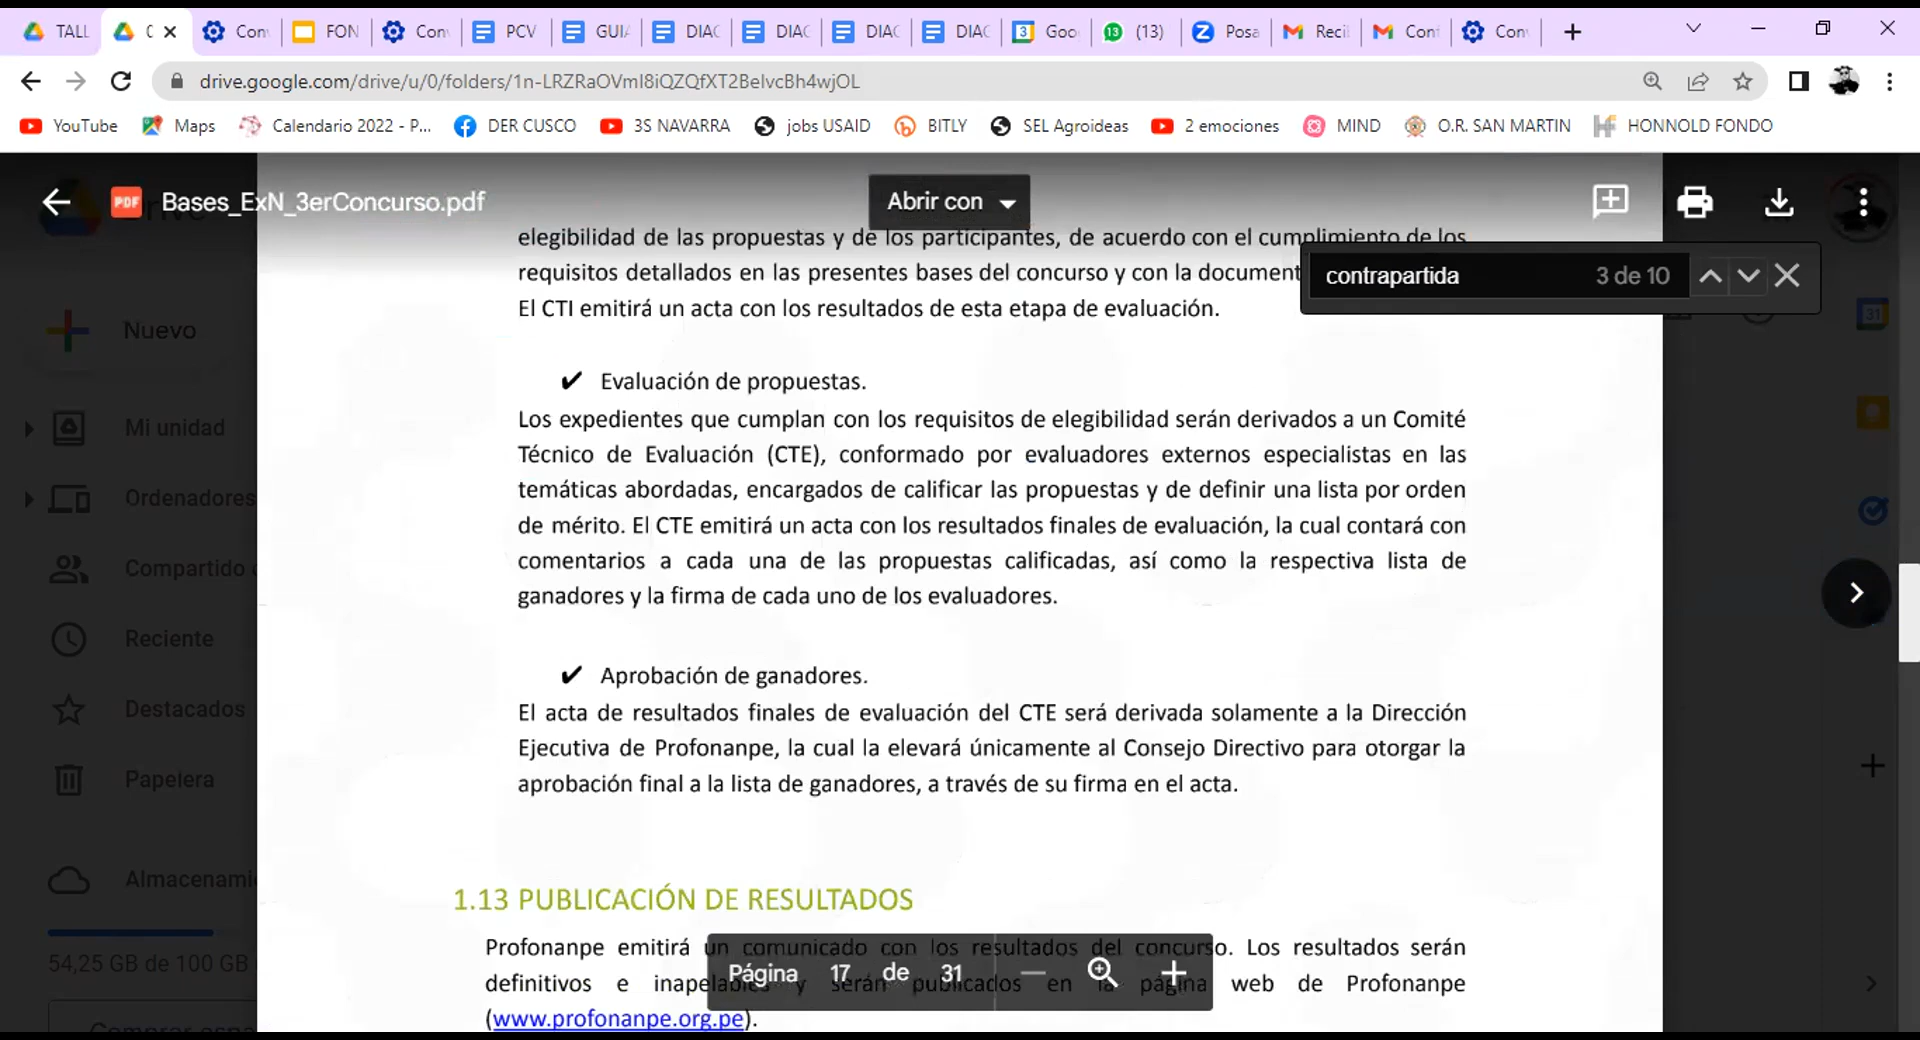 TALL
C
Con
FON
Con
PCV
GUI
DIAC
DIAC
DIAC
DIAC
3 Goo
13 (13)
Posa
Reci
Conf
Con
drive.google.com/drive/u/0/folders/1n-LRZRaOVmI8iQZQfXT2BeIvcBh4wjOL
YouTube
Maps
Calendario 2022 - P...
DER CUSCO
3S NAVARRA
jobs USAID
BITLY
SEL Agroideas
2 emociones
MIND
O.R. SAN MARTIN
HONNOLD FONDO
PDF Bases_ExN_3erConcurso.pdf
Abrir con
contrapartida 3 de 10
Nuevo
Mi unidad
Ordenadores
Compartido
Reciente
Destacados
Papelera
Almacenami
54,25 GB de 100 GB
Comprar espa
31
elegibilidad de las propuestas y de los participantes, de acuerdo con el cumplimiento de los
requisitos detallados en las presentes bases del concurso y con la document
El CTI emitirá un acta con los resultados de esta etapa de evaluación.
✔ Evaluación de propuestas.
Los expedientes que cumplan con los requisitos de elegibilidad serán derivados a un Comité
Técnico de Evaluación (CTE), conformado por evaluadores externos especialistas en las
temáticas abordadas, encargados de calificar las propuestas y de definir una lista por orden
de mérito. El CTE emitirá un acta con los resultados finales de evaluación, la cual contará con
comentarios a cada una de las propuestas calificadas, así como la respectiva lista de
ganadores y la firma de cada uno de los evaluadores.
✔ Aprobación de ganadores.
El acta de resultados finales de evaluación del CTE será derivada solamente a la Dirección
Ejecutiva de Profonanpe, la cual la elevará únicamente al Consejo Directivo para otorgar la
aprobación final a la lista de ganadores, a través de su firma en el acta.
1.13 PUBLICACIÓN DE RESULTADOS
Profonanpe emitirá un comunicado con los resultados del concurso. Los resultados serán
definitivos e inapelables y serán publicados en la página web de Profonanpe
(www.profonanpe.org.pe).
Página 17 de 31